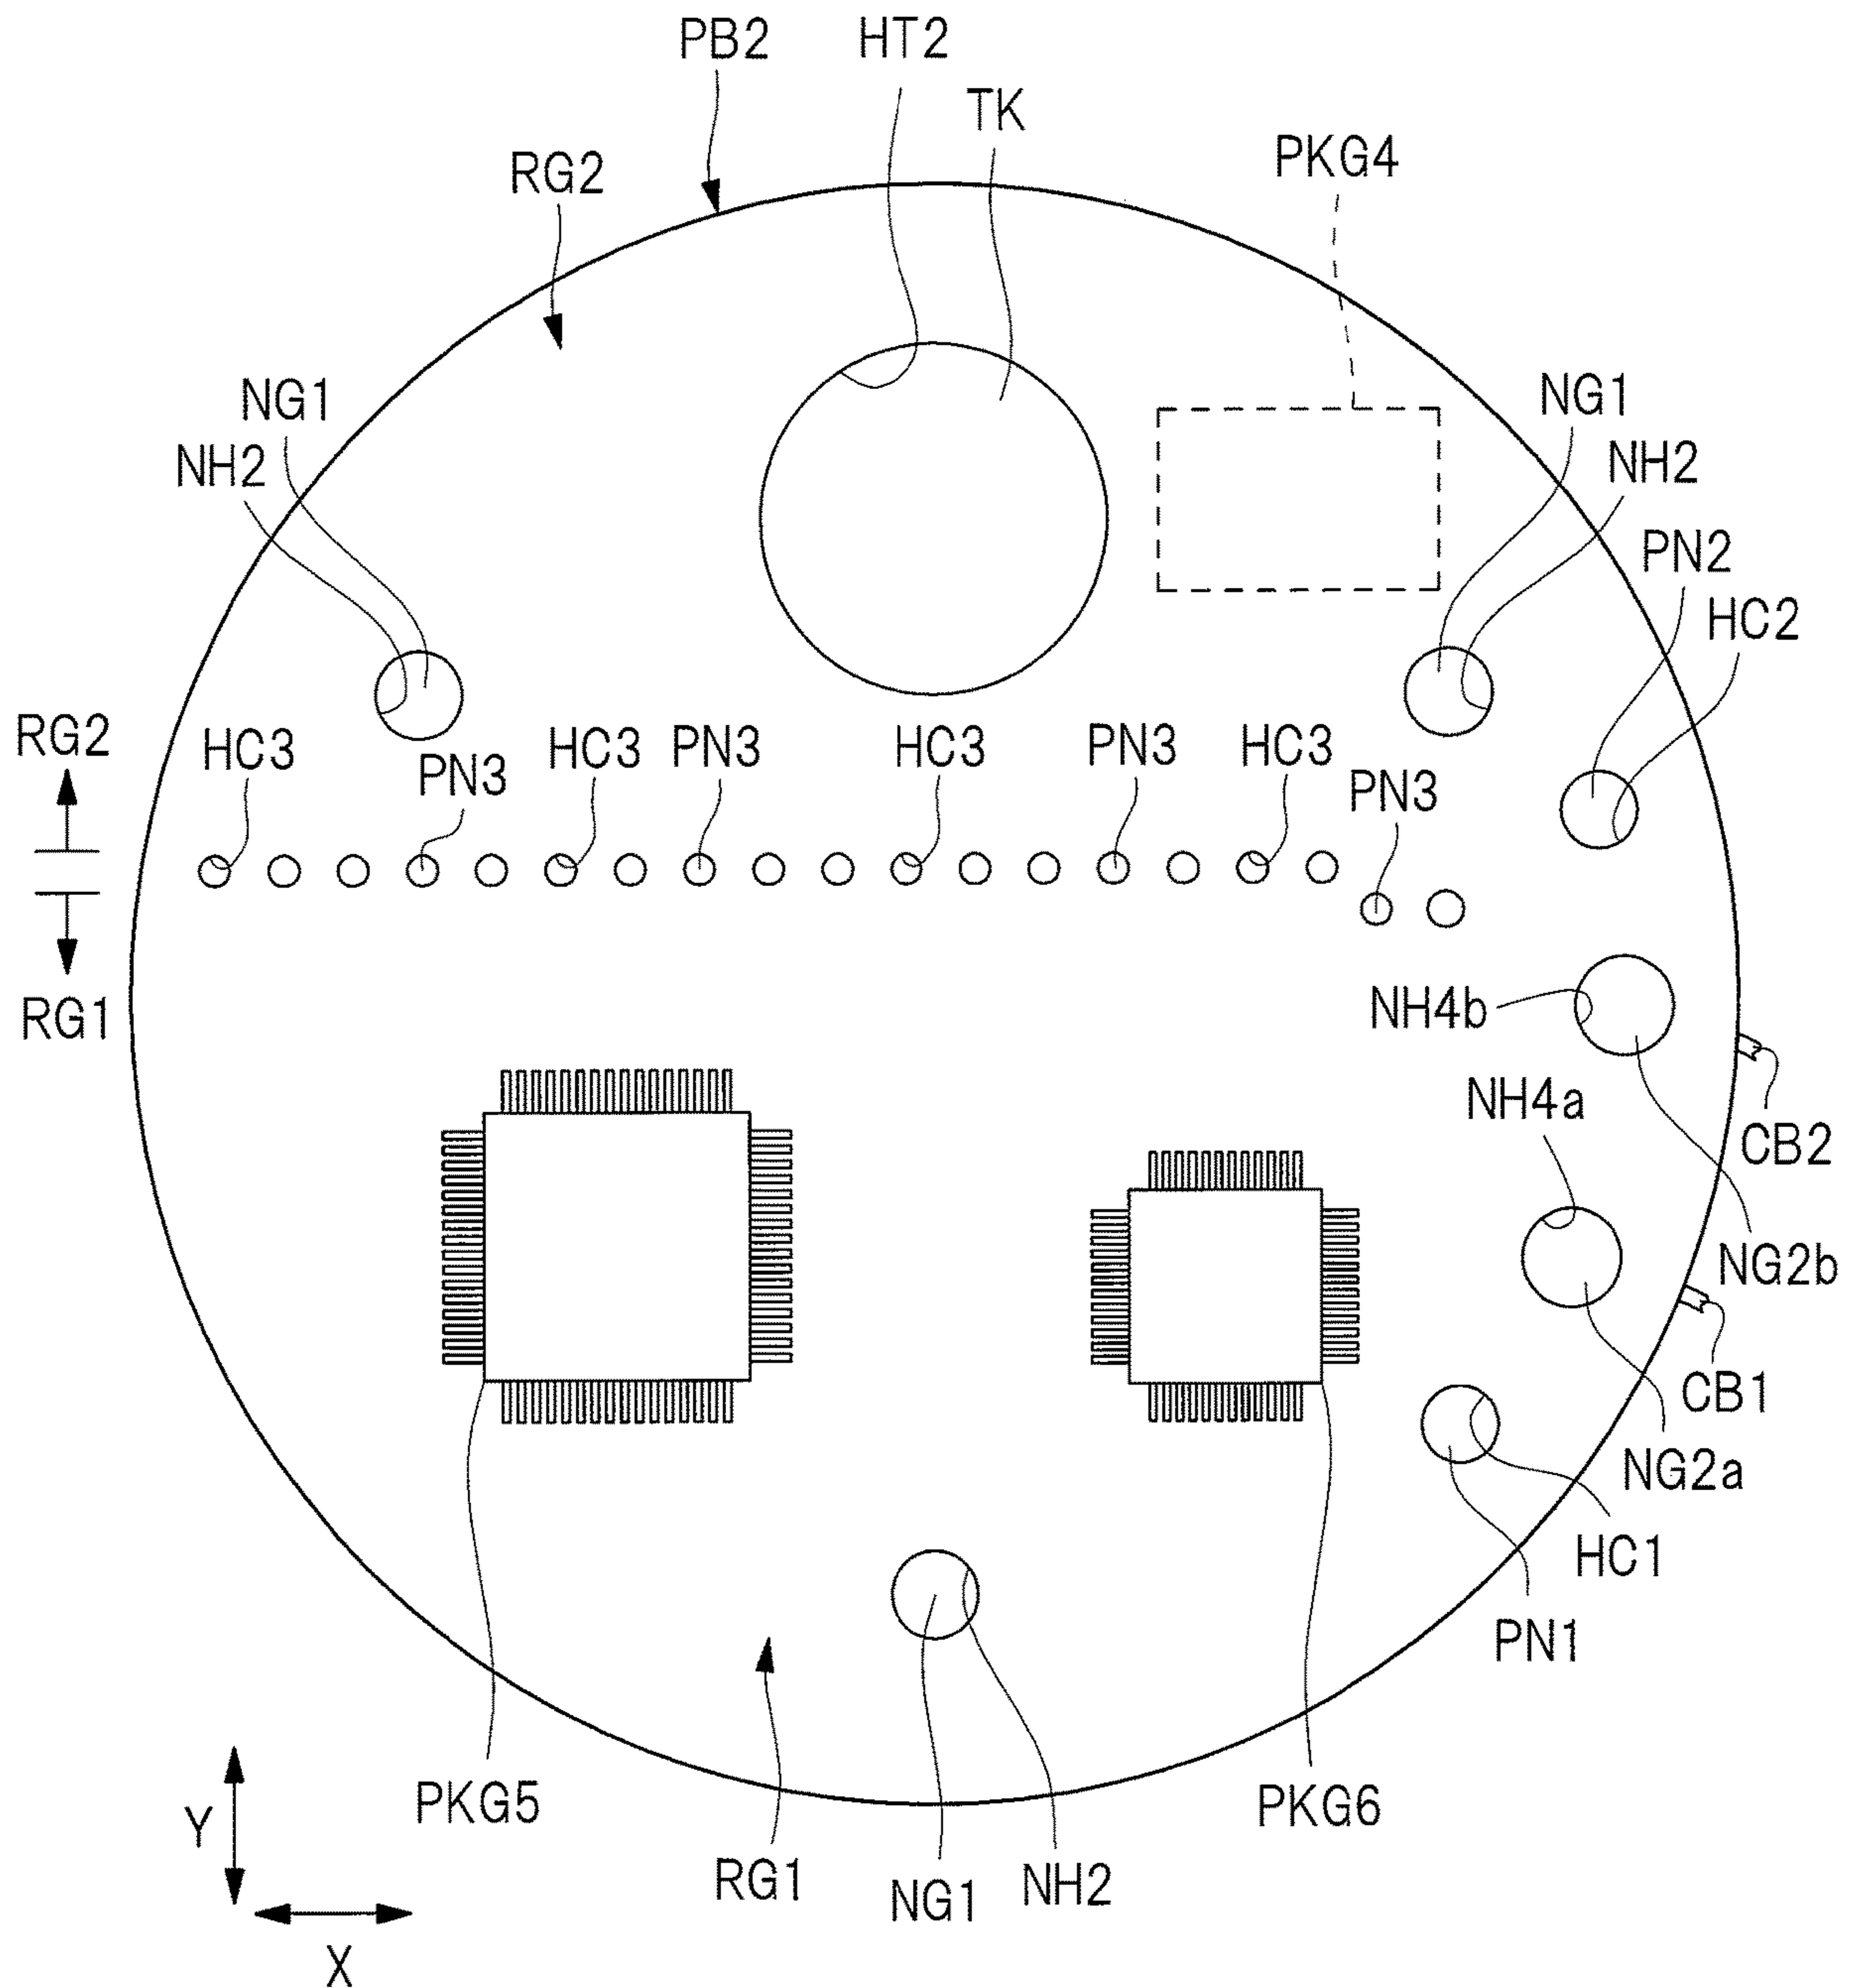 PB2
HT2
TK
PKG4
RG2
NG1
NH2
NG1
NH2
PN2
HC2
RG2
HC3
PN3
HC3
PN3
HC3
PN3
HC3
PN3
RG1
NH4b
NH4a
CB2
NG2b
CB1
NG2a
HC1
PN1
PKG5
PKG6
RG1
NG1
NH2
Y
X